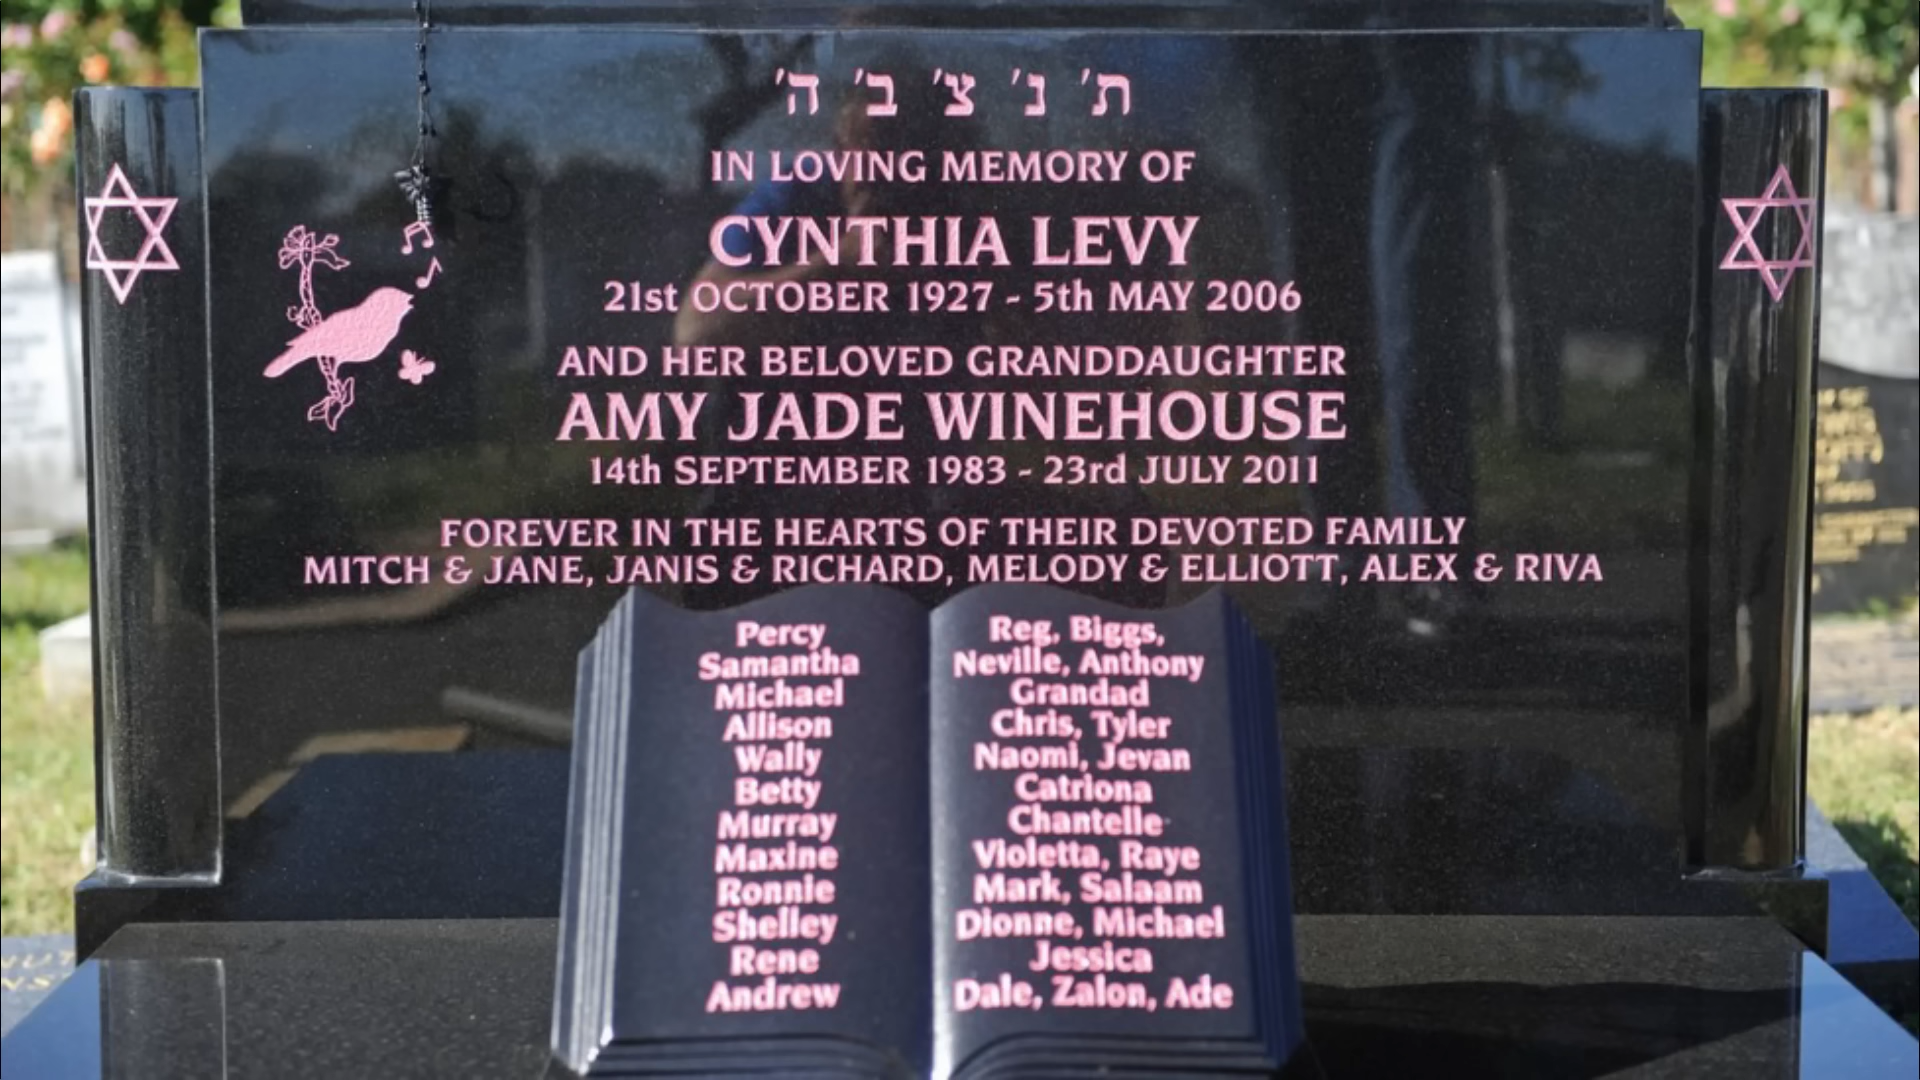 ת' נ' צ' ב' ה'
IN LOVING MEMORY OF
CYNTHIA LEVY
21st OCTOBER 1927 - 5th MAY 2006
AND HER BELOVED GRANDDAUGHTER
AMY JADE WINEHOUSE
14th SEPTEMBER 1983 - 23rd JULY 2011
FOREVER IN THE HEARTS OF THEIR DEVOTED FAMILY
MITCH & JANE, JANIS & RICHARD, MELODY & ELLIOTT, ALEX & RIVA
Percy
Samantha
Michael
Allison
Wally
Betty
Murray
Maxine
Ronnie
Shelley
Rene
Andrew
Reg, Biggs,
Neville, Anthony
Grandad
Chris, Tyler
Naomi, Jevan
Catriona
Chantelle
Violetta, Raye
Mark, Salaam
Dionne, Michael
Jessica
Dale, Zalon, Ade